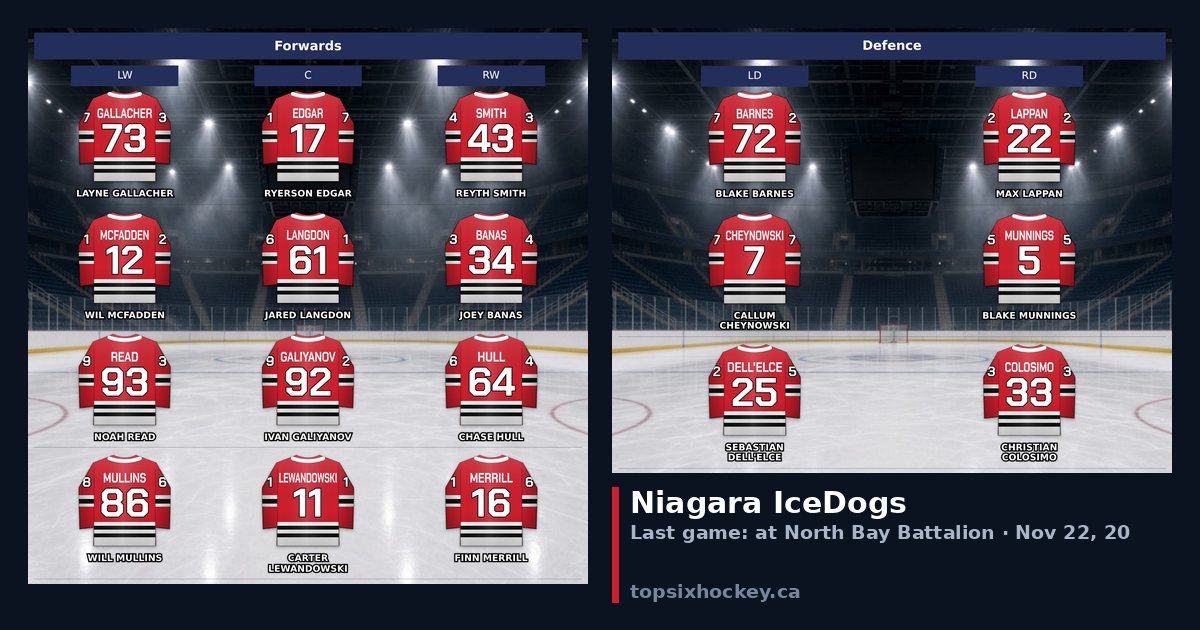 Forwards
LW
C
RW
GALLACHER
7 73 3
LAYNE GALLACHER
EDGAR
1 17 7
RYERSON EDGAR
SMITH
4 43 3
REYTH SMITH
MCFADDEN
1 12 2
WIL MCFADDEN
LANGDON
6 61 1
JARED LANGDON
BANAS
3 34 4
JOEY BANAS
READ
9 93 3
NOAH READ
GALIYANOV
9 92 2
IVAN GALIYANOV
HULL
6 64 4
CHASE HULL
MULLINS
8 86 6
WILL MULLINS
LEWANDOWSKI
1 11 1
CARTER
LEWANDOWSKI
MERRILL
1 16 6
FINN MERRILL
Defence
LD
RD
BARNES
7 72 2
BLAKE BARNES
LAPPAN
2 22 2
MAX LAPPAN
CHEYNOWSKI
7 7 7
CALLUM
CHEYNOWSKI
MUNNINGS
5 5 5
BLAKE MUNNINGS
DELL'ELCE
2 25 5
SEBASTIAN
DELL'ELCE
COLOSIMO
3 33 3
CHRISTIAN
COLOSIMO
Niagara IceDogs
Last game: at North Bay Battalion · Nov 22, 20
topsixhockey.ca